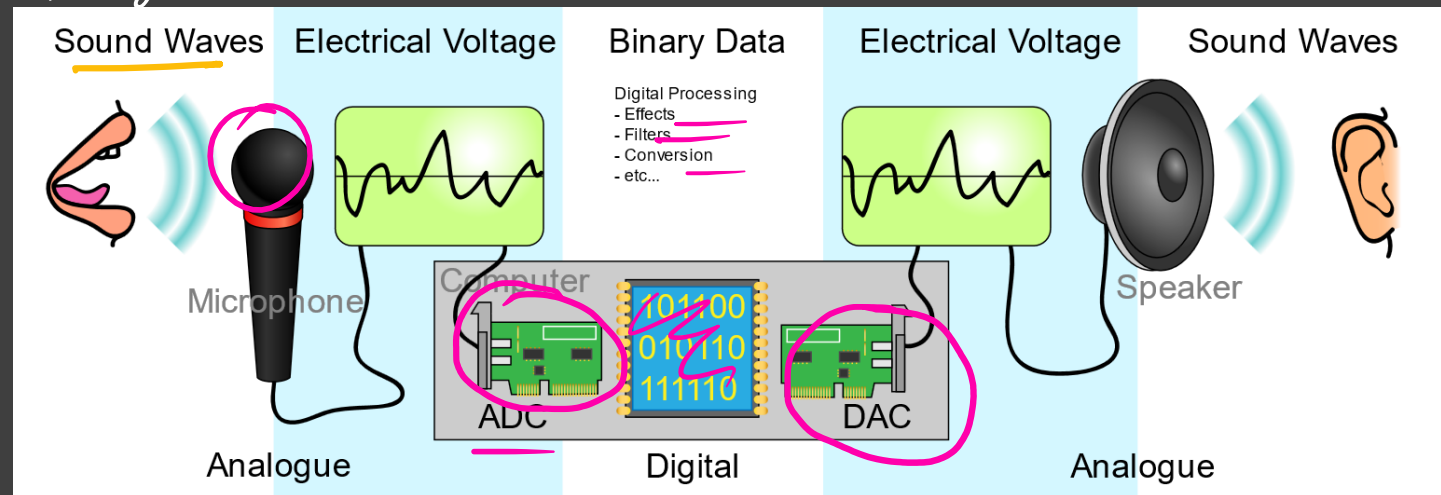 Sound Waves
Electrical Voltage
Binary Data
Electrical Voltage
Sound Waves
Digital Processing
- Effects
- Filters
- Conversion
- etc...
Computer
Microphone
Speaker
101100
010110
111110
ADC
DAC
Analogue
Digital
Analogue